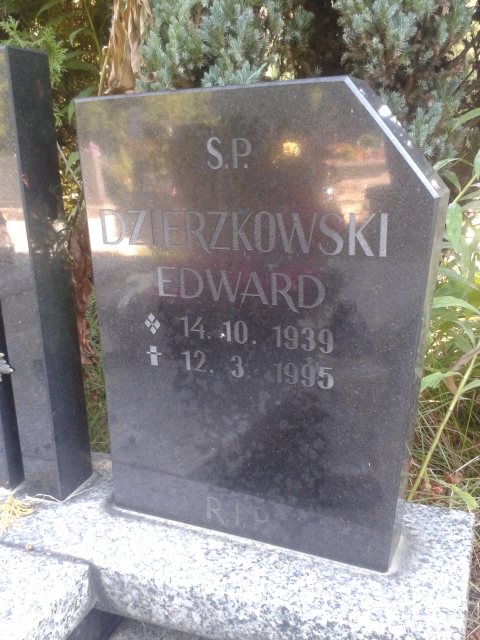 Ś.P.
DZIERZKOWSKI
EDWARD
14. 10. 1939
12. 3. 1995
R.I.P.